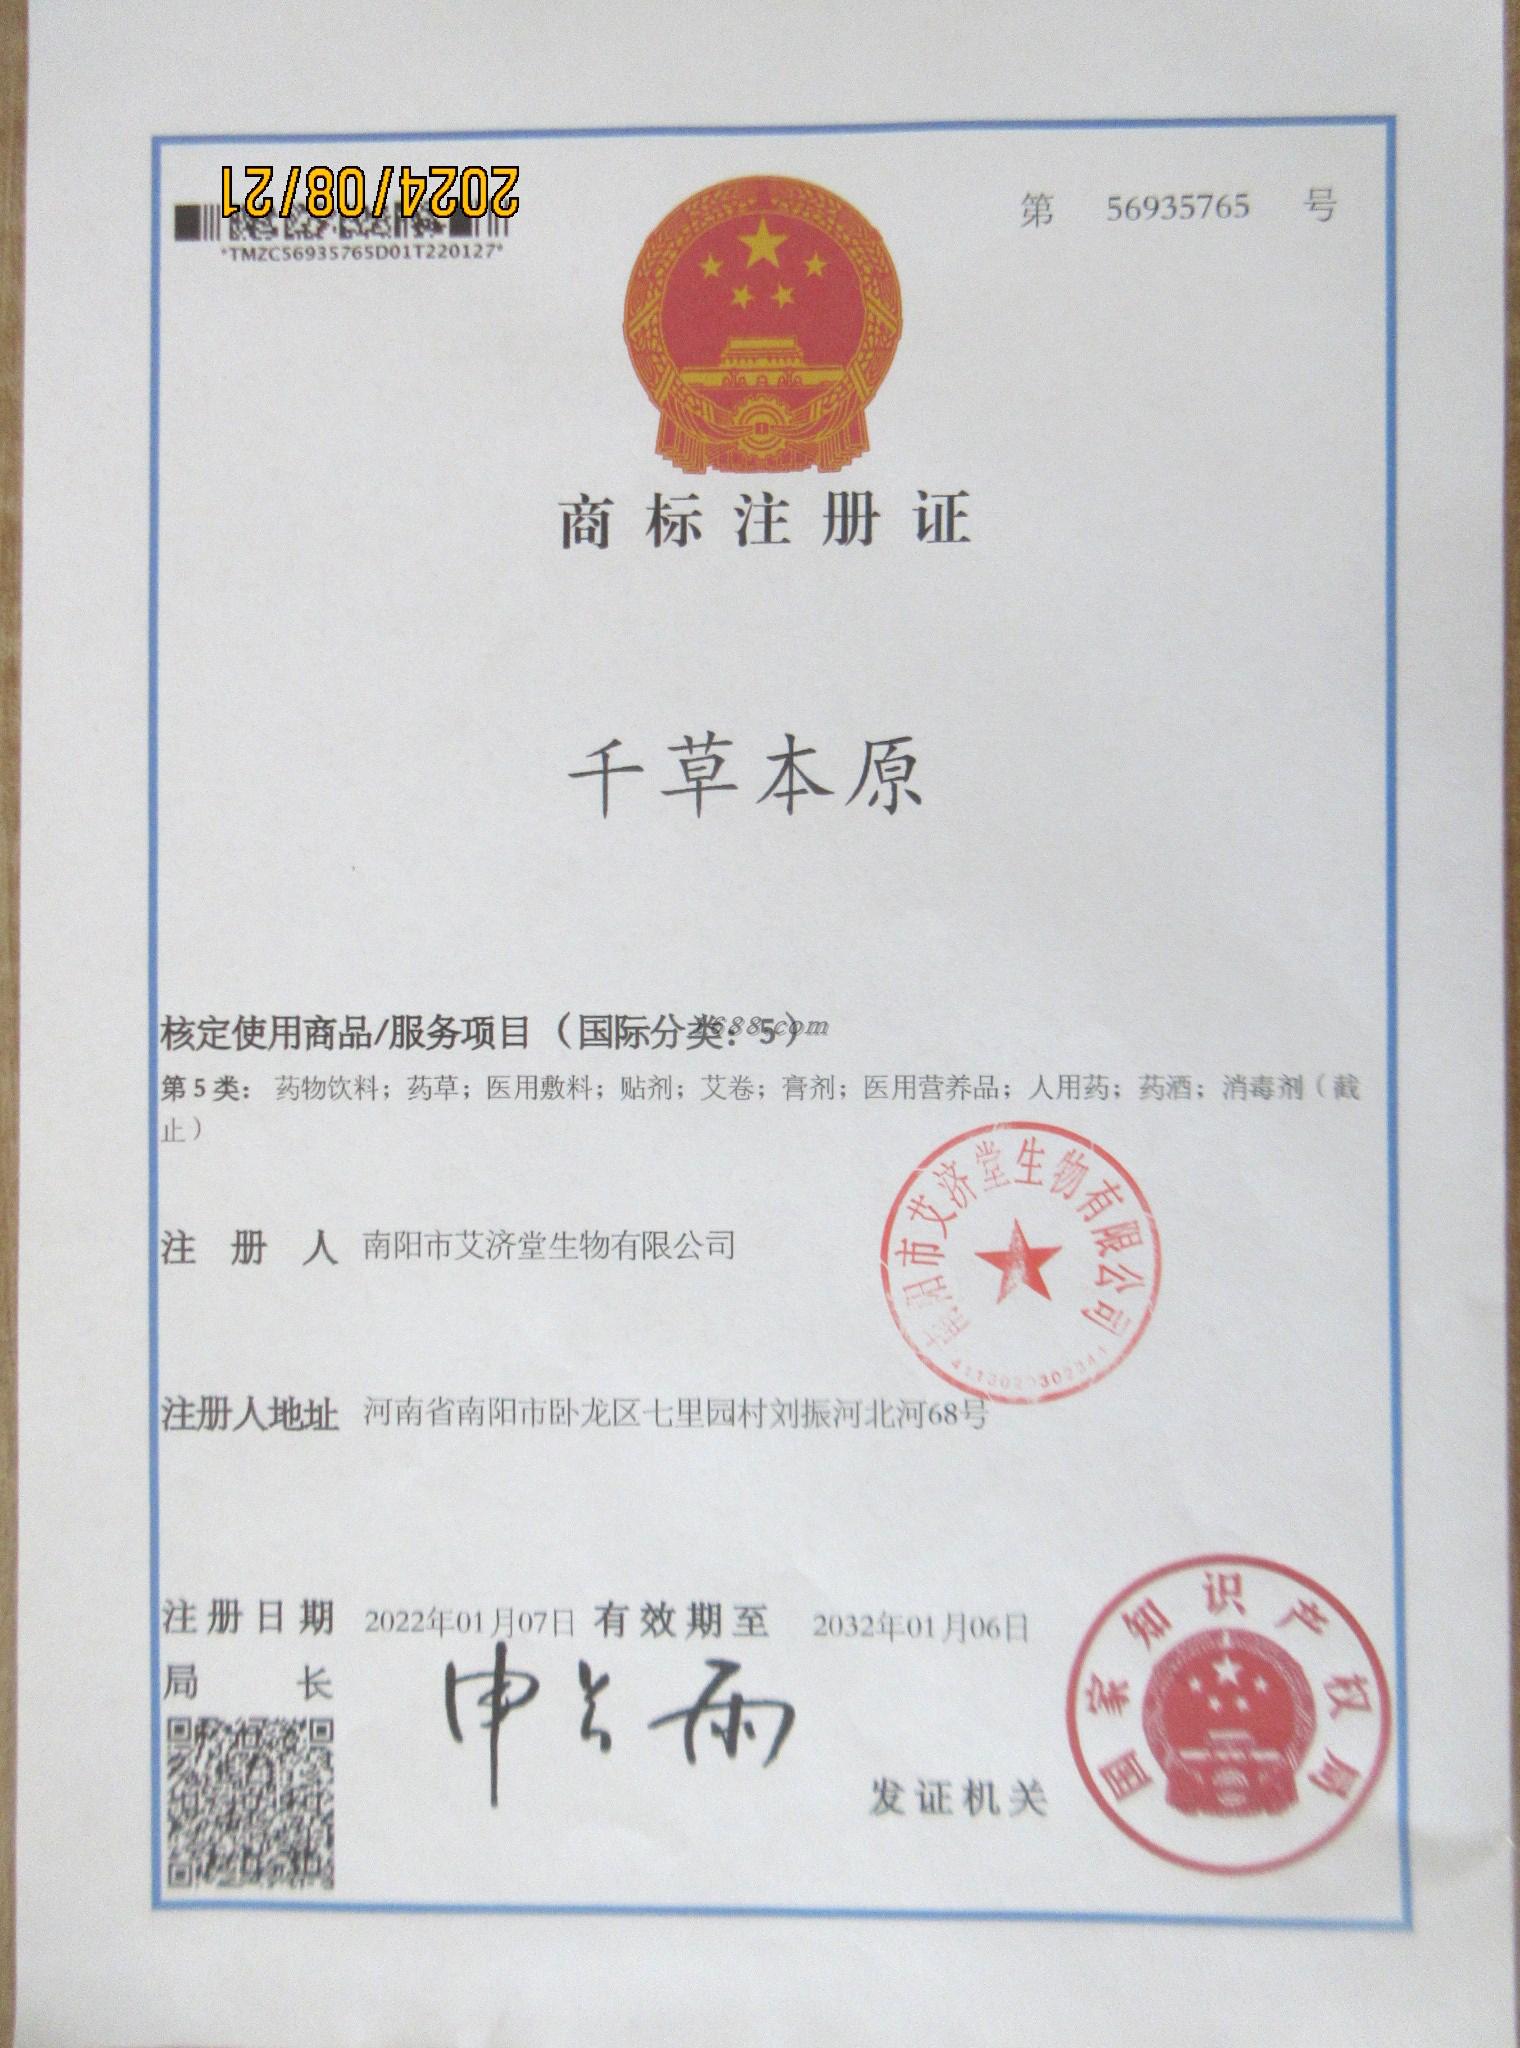 2024/08/21
第 56935765 号
*TMZC56935765D01T220127*
商标注册证
千草本原
核定使用商品/服务项目（国际分类：5）
1688.com
第5类： 药物饮料；药草；医用敷料；贴剂；艾卷；膏剂；医用营养品；人用药；药酒；消毒剂（截
止）
南阳市艾济堂生物有限公司
注册人 南阳市艾济堂生物有限公司
注册人地址 河南省南阳市卧龙区七里园村刘振河北河68号
注册日期 2022年01月07日 有效期至 2032年01月06日
局长 申长雨
发证机关
国家知识产权局